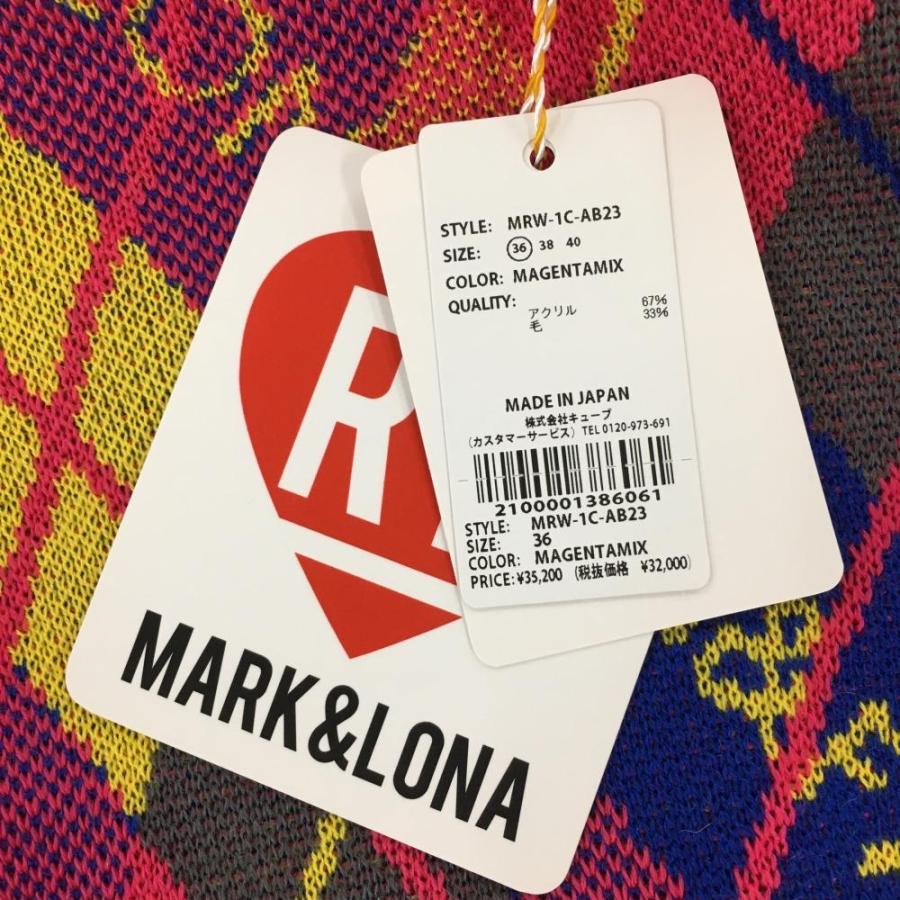 STYLE: MRW-1C-AB23
SIZE: 36 38 40
COLOR: MAGENTAMIX
QUALITY:
アクリル 67%
毛 33%
MADE IN JAPAN
株式会社キューブ
(カスタマーサービス) TEL 0120-973-691
2100001386061
STYLE: MRW-1C-AB23
SIZE: 36
COLOR: MAGENTAMIX
PRICE: ¥35,200 (税抜価格 ¥32,000)
R
MARK&LONA